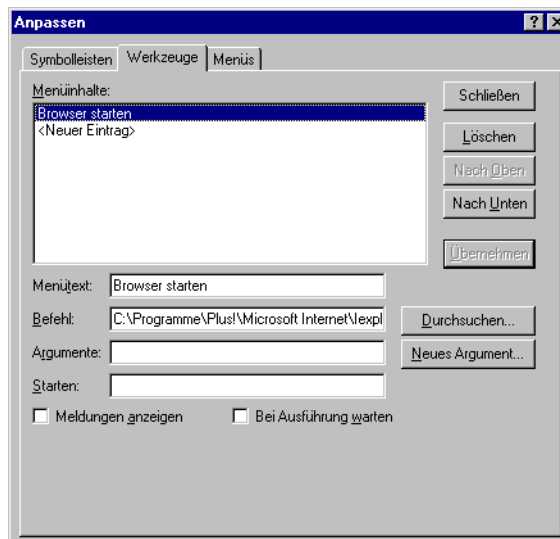 Anpassen
Symbolleisten Werkzeuge Menüs
Menüinhalte:
Browser starten
<Neuer Eintrag>
Schließen
Löschen
Nach Oben
Nach Unten
Übernehmen
Menütext: Browser starten
Befehl: C:\Programme\Plus!\Microsoft Internet\Iexpl Durchsuchen...
Argumente: Neues Argument...
Starten:
Meldungen anzeigen Bei Ausführung warten